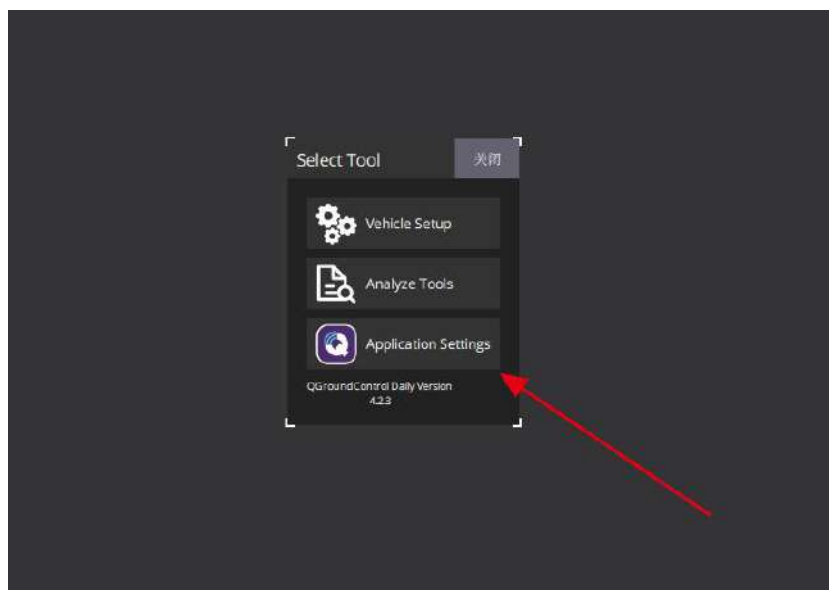 Select Tool
关闭
Vehicle Setup
Analyze Tools
Application Settings
QGroundControl Daily Version
4.2.3